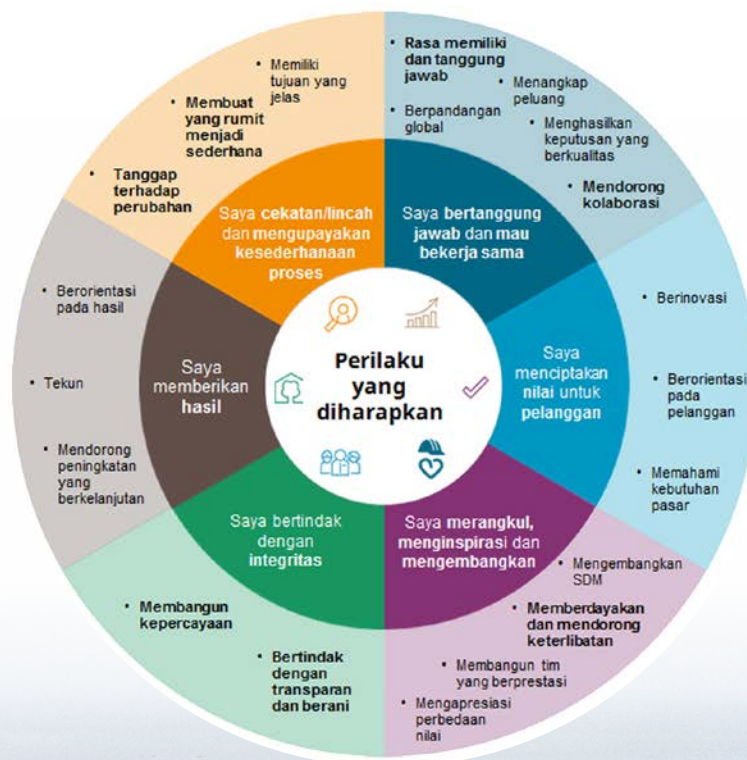 Perilaku
yang
diharapkan
Saya cekatan/lincah
dan mengupayakan
kesederhanaan
proses
• Memiliki
tujuan yang
jelas
• Membuat
yang rumit
menjadi
sederhana
• Tanggap
terhadap
perubahan
Saya bertanggung
jawab dan mau
bekerja sama
• Rasa memiliki
dan tanggung
jawab
• Menangkap
peluang
• Berpandangan
global
• Menghasilkan
keputusan yang
berkualitas
• Mendorong
kolaborasi
Saya
menciptakan
nilai untuk
pelanggan
• Berinovasi
• Berorientasi
pada
pelanggan
• Memahami
kebutuhan
pasar
Saya merangkul,
menginspirasi dan
mengembangkan
• Mengembangkan
SDM
• Memberdayakan
dan mendorong
keterlibatan
• Membangun tim
yang berprestasi
• Mengapresiasi
perbedaan
nilai
Saya bertindak
dengan
integritas
• Membangun
kepercayaan
• Bertindak
dengan
transparan
dan berani
Saya
memberikan
hasil
• Berorientasi
pada hasil
• Tekun
• Mendorong
peningkatan
yang
berkelanjutan